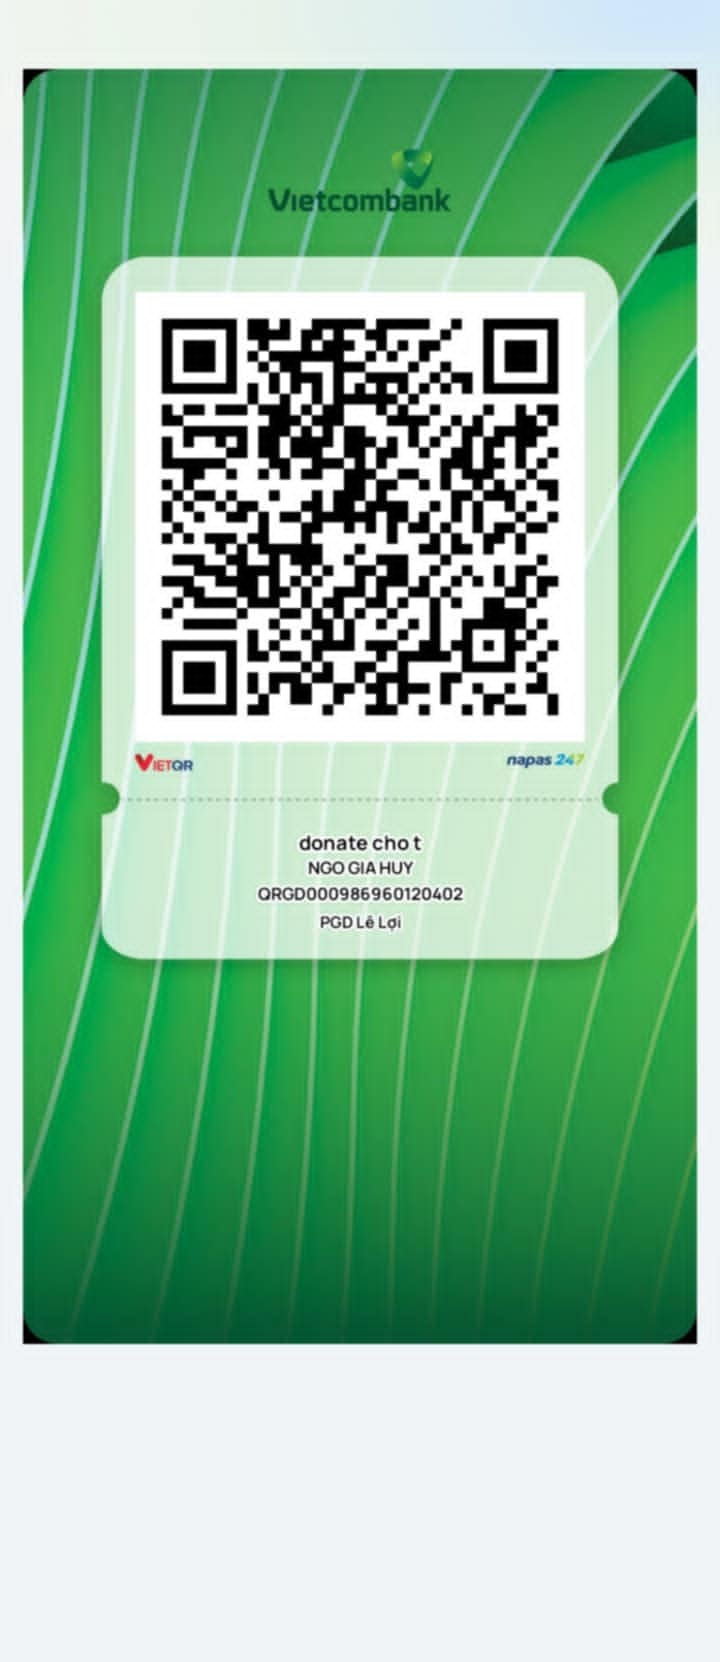 Vietcombank
VIETQR
napas 247
donate cho t
NGO GIA HUY
QRGD000986960120402
PGD Lê Lợi